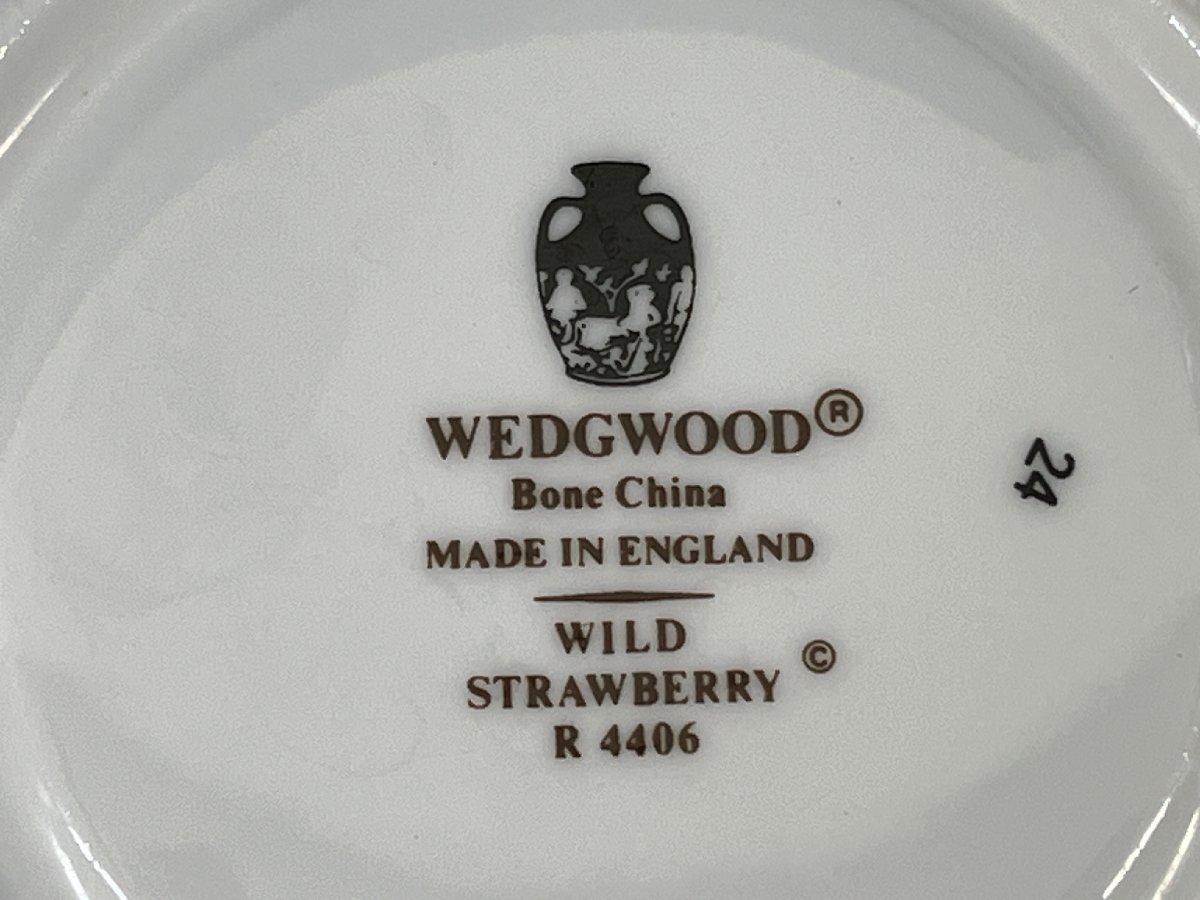 WEDGWOOD®
Bone China
MADE IN ENGLAND
WILD
STRAWBERRY ©
R 4406
24